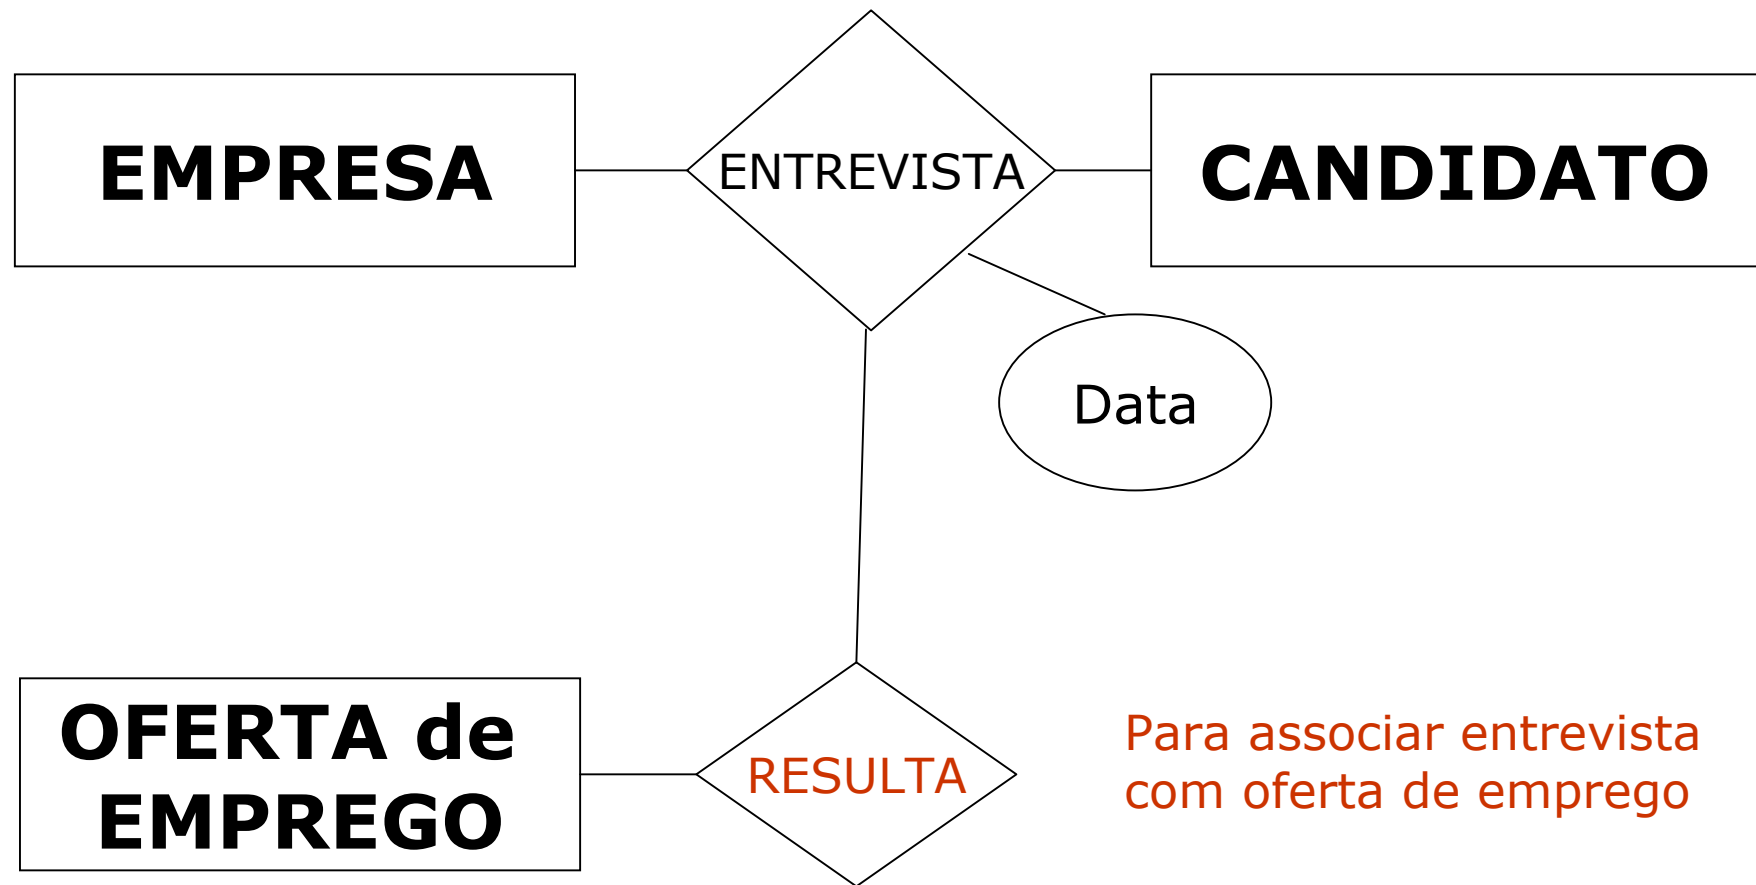 EMPRESA
ENTREVISTA
CANDIDATO
Data
OFERTA de
EMPREGO
RESULTA
Para associar entrevista
com oferta de emprego